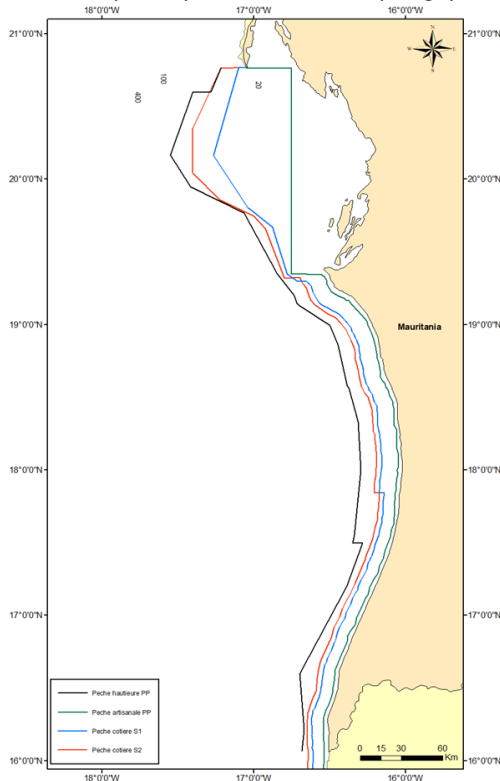 18°0'0"W 17°0'0"W 16°0'0"W
21°0'0"N 21°0'0"N
N
W E
S
100
400
20
20°0'0"N 20°0'0"N
19°0'0"N 19°0'0"N
Mauritania
18°0'0"N 18°0'0"N
17°0'0"N 17°0'0"N
Peche hautieure PP Peche artisanale PP
Peche cotiere S1
Peche cotiere S2
0 15 30 60
Km
16°0'0"N 16°0'0"N
18°0'0"W 17°0'0"W 16°0'0"W